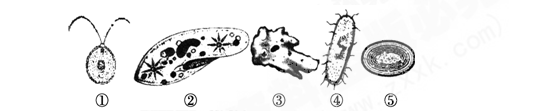 ① ② ③ ④ ⑤